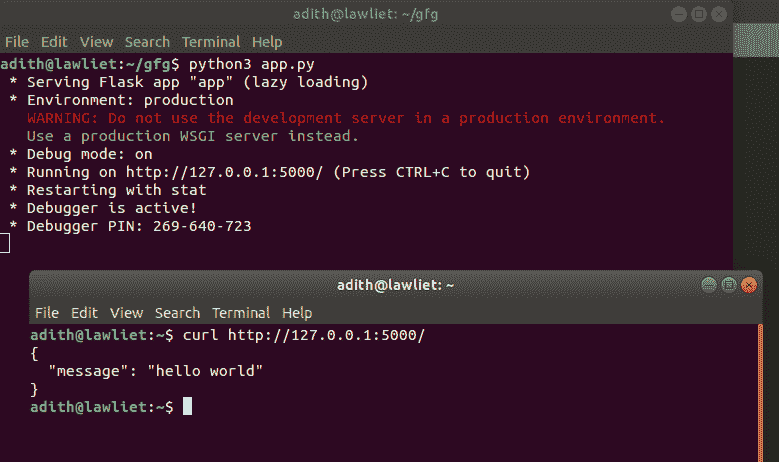 adith@lawliet: ~/gfg
File Edit View Search Terminal Help
adith@lawliet:~/gfg$ python3 app.py
* Serving Flask app "app" (lazy loading)
* Environment: production
WARNING: Do not use the development server in a production environment.
Use a production WSGI server instead.
* Debug mode: on
* Running on http://127.0.0.1:5000/ (Press CTRL+C to quit)
* Restarting with stat
* Debugger is active!
* Debugger PIN: 269-640-723
adith@lawliet: ~
File Edit View Search Terminal Help
adith@lawliet:~$ curl http://127.0.0.1:5000/
{
"message": "hello world"
}
adith@lawliet:~$